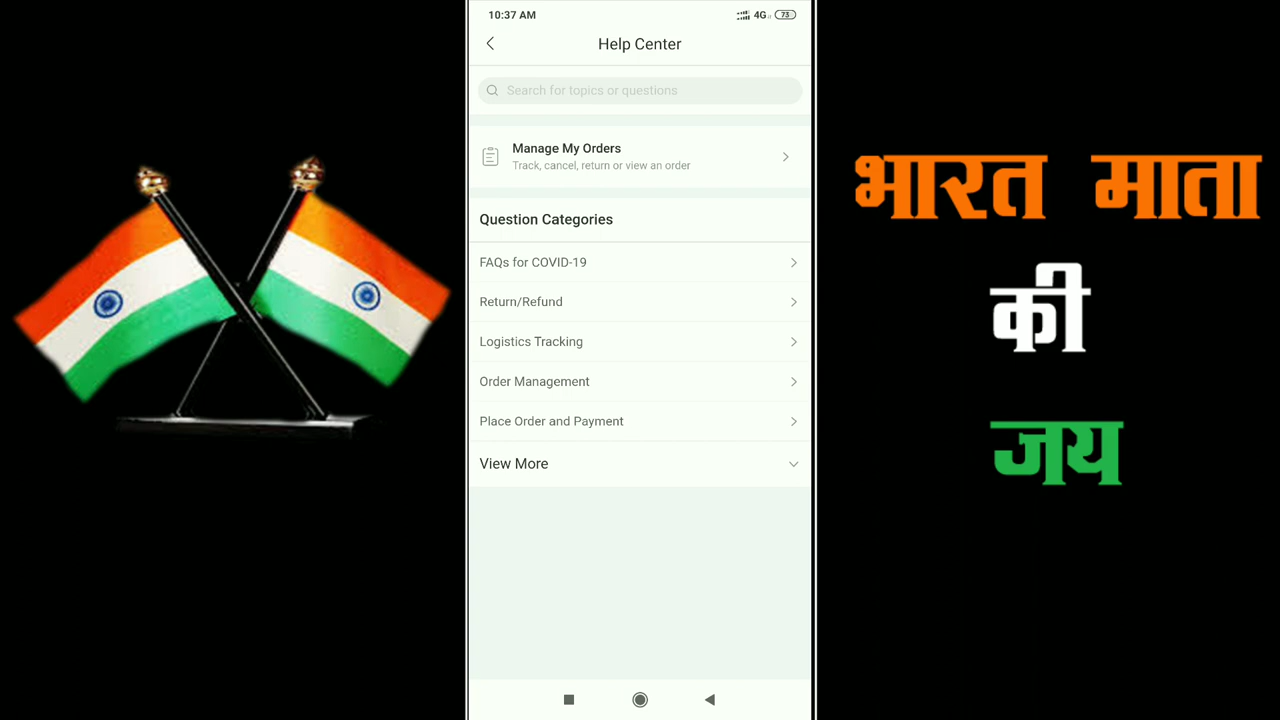 10:37 AM 4G 73
Help Center
Search for topics or questions
Manage My Orders
Track, cancel, return or view an order
Question Categories
FAQs for COVID-19
Return/Refund
Logistics Tracking
Order Management
Place Order and Payment
View More
भारत माता
की
जय